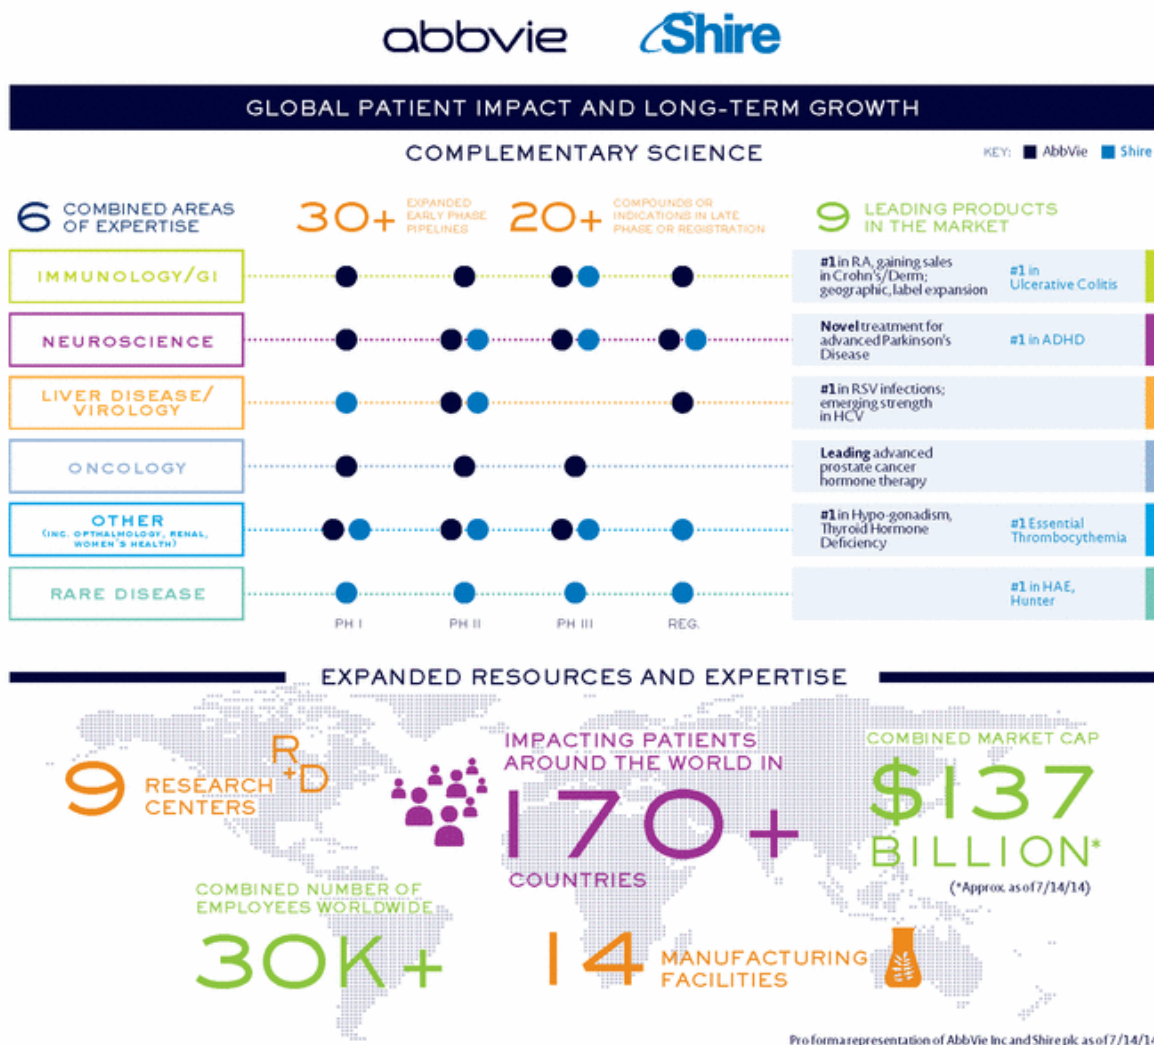 abbvie Shire
GLOBAL PATIENT IMPACT AND LONG-TERM GROWTH
COMPLEMENTARY SCIENCE
KEY: AbbVie Shire
6 COMBINED AREAS
OF EXPERTISE
30+ EXPANDED
EARLY PHASE
PIPELINES
20+ COMPOUNDS OR
INDICATIONS IN LATE
PHASE OR REGISTRATION
9 LEADING PRODUCTS
IN THE MARKET
IMMUNOLOGY/GI
#1 in RA, gaining sales
in Crohn's/Derm;
geographic, label expansion
#1 in
Ulcerative Colitis
NEUROSCIENCE
Novel treatment for
advanced Parkinson's
Disease
#1 in ADHD
LIVER DISEASE/
VIROLOGY
#1 in RSV infections;
emerging strength
in HCV
ONCOLOGY
Leading advanced
prostate cancer
hormone therapy
OTHER
(INC. OPTHALMOLOGY, RENAL,
WOMEN'S HEALTH)
#1 in Hypo-gonadism,
Thyroid Hormone
Deficiency
#1 Essential
Thrombocythemia
RARE DISEASE
#1 in HAE,
Hunter
PH I PH II PH III REG.
EXPANDED RESOURCES AND EXPERTISE
9 RESEARCH
CENTERS
R+D
IMPACTING PATIENTS
AROUND THE WORLD IN
170+
COUNTRIES
COMBINED MARKET CAP
$137
BILLION*
(*Approx. as of 7/14/14)
COMBINED NUMBER OF
EMPLOYEES WORLDWIDE
30K+
14 MANUFACTURING
FACILITIES
Pro forma representation of AbbVie Inc and Shire plc as of 7/14/14